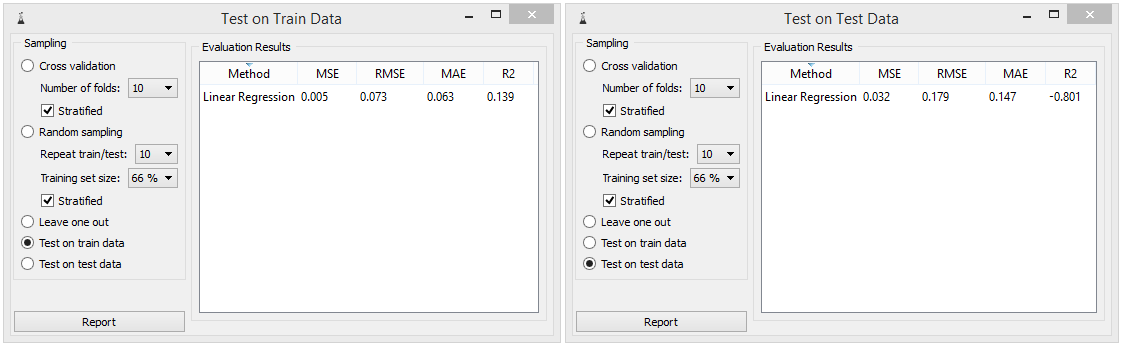 Test on Train Data
Sampling
Cross validation
Number of folds: 10
Stratified
Random sampling
Repeat train/test: 10
Training set size: 66 %
Stratified
Leave one out
Test on train data
Test on test data
Report
Evaluation Results
Method MSE RMSE MAE R2
Linear Regression 0.005 0.073 0.063 0.139
Test on Test Data
Sampling
Cross validation
Number of folds: 10
Stratified
Random sampling
Repeat train/test: 10
Training set size: 66 %
Stratified
Leave one out
Test on train data
Test on test data
Report
Evaluation Results
Method MSE RMSE MAE R2
Linear Regression 0.032 0.179 0.147 -0.801